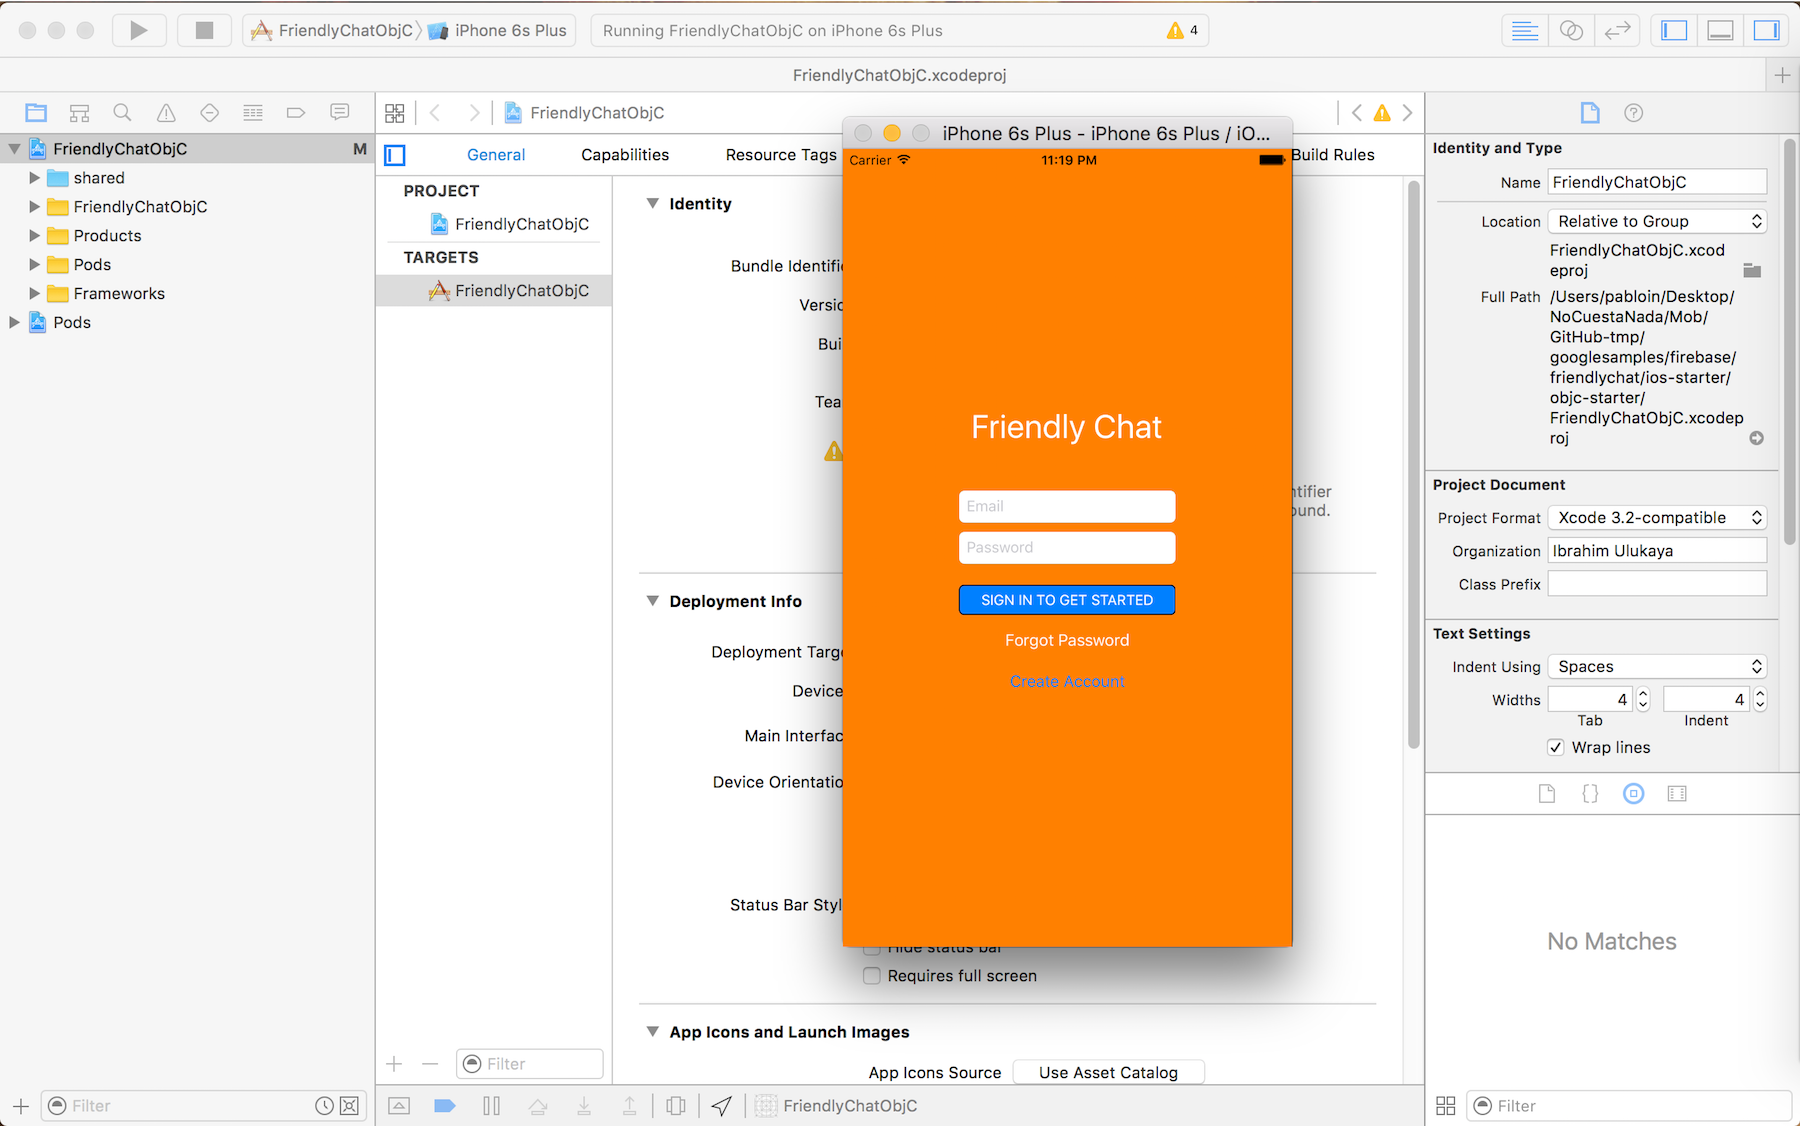 FriendlyChatObjC
iPhone 6s Plus
Running FriendlyChatObjC on iPhone 6s Plus
4
FriendlyChatObjC.xcodeproj
FriendlyChatObjC M
shared
FriendlyChatObjC
Products
Pods
Frameworks
Pods
Filter
FriendlyChatObjC
General
Capabilities
Resource Tags
Build Rules
PROJECT
FriendlyChatObjC
TARGETS
FriendlyChatObjC
Filter
Identity
Bundle Identifie
Versio
Bui
Tea
ntifier
ound.
Deployment Info
Deployment Targe
Device
Main Interfac
Device Orientatio
Status Bar Styl
Hide status bar
Requires full screen
App Icons and Launch Images
App Icons Source Use Asset Catalog
FriendlyChatObjC
iPhone 6s Plus - iPhone 6s Plus / iO...
Carrier 11:19 PM
Friendly Chat
Email
Password
SIGN IN TO GET STARTED
Forgot Password
Create Account
Identity and Type
Name FriendlyChatObjC
Location Relative to Group
FriendlyChatObjC.xcod
eproj
Full Path /Users/pabloin/Desktop/
NoCuestaNada/Mob/
GitHub-tmp/
googlesamples/firebase/
friendlychat/ios-starter/
objc-starter/
FriendlyChatObjC.xcodep
roj
Project Document
Project Format Xcode 3.2-compatible
Organization Ibrahim Ulukaya
Class Prefix
Text Settings
Indent Using Spaces
Widths 4 4
Tab Indent
Wrap lines
{}
No Matches
Filter